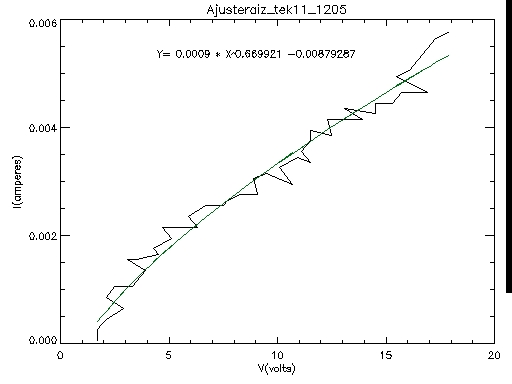 Ajusteraiz_tek11_1205
Y= 0.0009 * X^0.669921 -0.00879287
0.006
0.004
0.002
0.000
I(amperes)
0 5 10 15 20
V(volts)